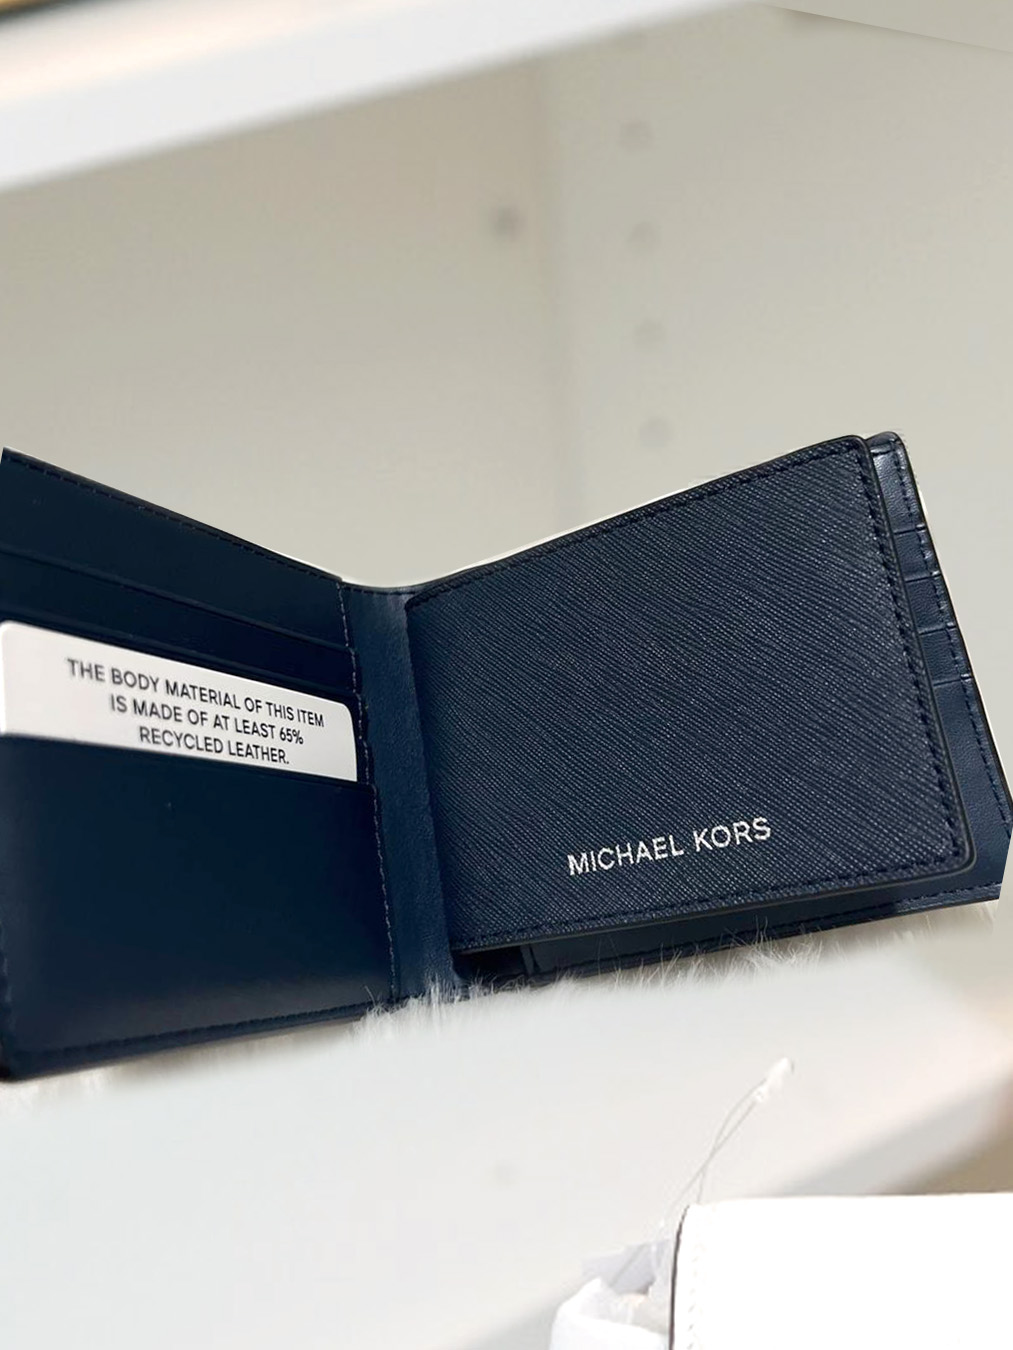 THE BODY MATERIAL OF THIS ITEM
IS MADE OF AT LEAST 65%
RECYCLED LEATHER.
MICHAEL KORS